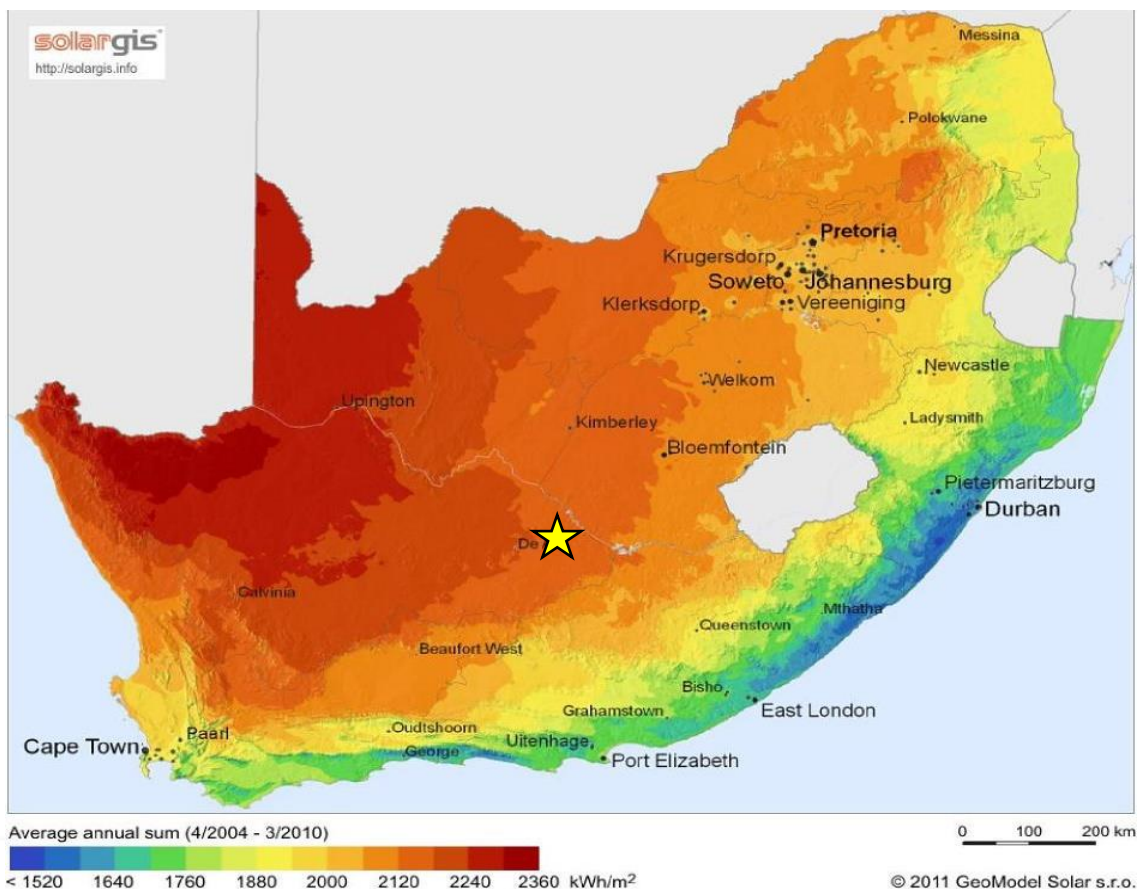 solargis
http://solargis.info
Messina
Polokwane
Pretoria
Krugersdorp
Soweto Johannesburg
Klerksdorp Vereeniging
Newcastle
Welkom
Upington
Ladysmith
Kimberley
Bloemfontein
Pietermaritzburg
Durban
De
Calvinia
Mthatha
Queenstown
Beaufort West
Bisho
Grahamstown East London
Oudtshoorn
Paarl
Uitenhage
Cape Town George
Port Elizabeth
Average annual sum (4/2004 - 3/2010) 0 100 200 km
< 1520 1640 1760 1880 2000 2120 2240 2360 kWh/m² © 2011 GeoModel Solar s.r.o.